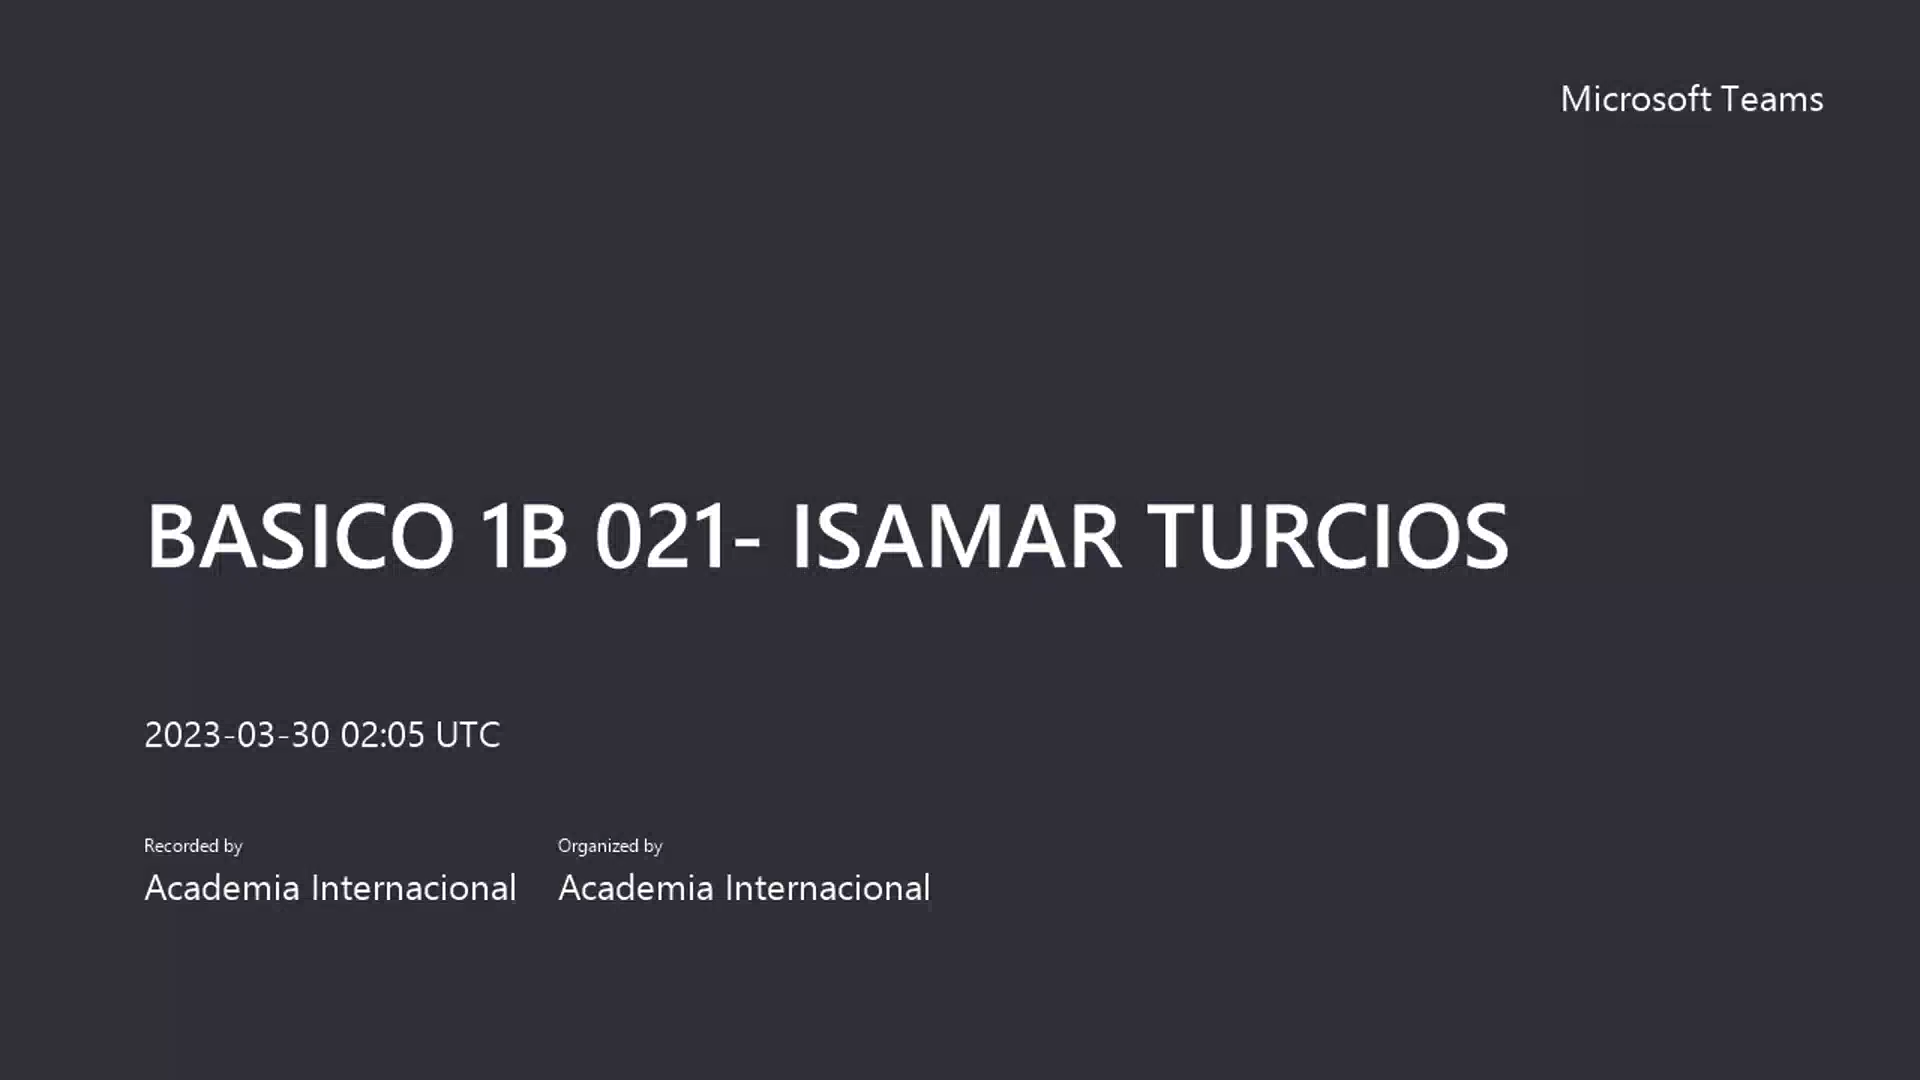 Microsoft Teams
BASICO 1B 021- ISAMAR TURCIOS
2023-03-30 02:05 UTC
Recorded by
Academia Internacional
Organized by
Academia Internacional